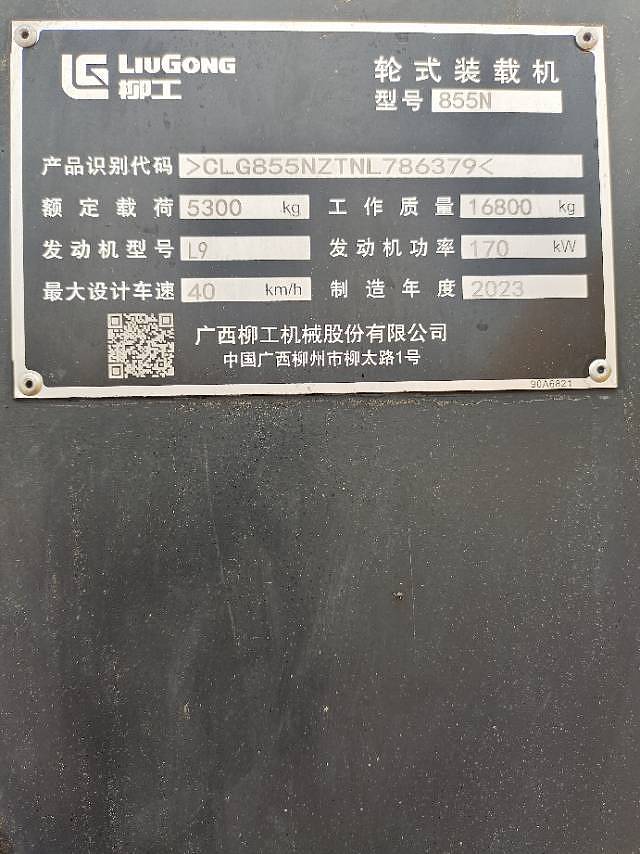 LG LIUGONG 轮式装载机
柳工 型号 855N
产品识别代码 >CLG855NZTNL786379<
额定载荷 5300 kg 工作质量 16800 kg
发动机型号 L9 发动机功率 170 kW
最大设计车速 40 km/h 制造年度 2023
广西柳工机械股份有限公司
中国广西柳州市柳太路1号
90A6821